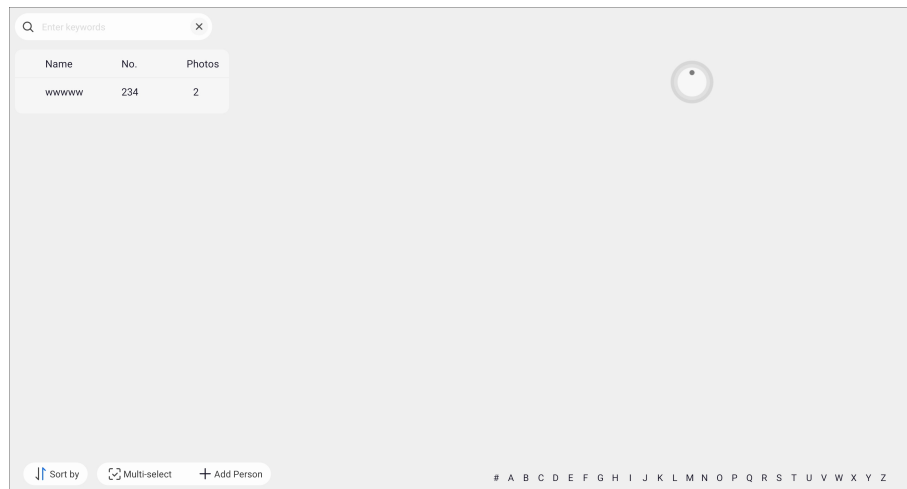 Enter keywords
Name No. Photos
wwwww 234 2
Sort by Multi-select Add Person
# A B C D E F G H I J K L M N O P Q R S T U V W X Y Z